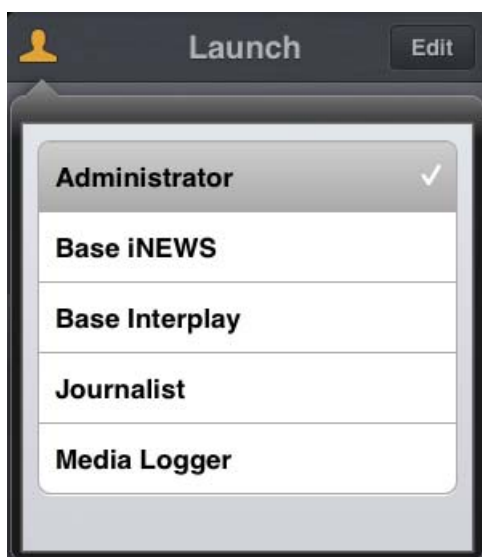 Launch Edit
Administrator
Base iNEWS
Base Interplay
Journalist
Media Logger